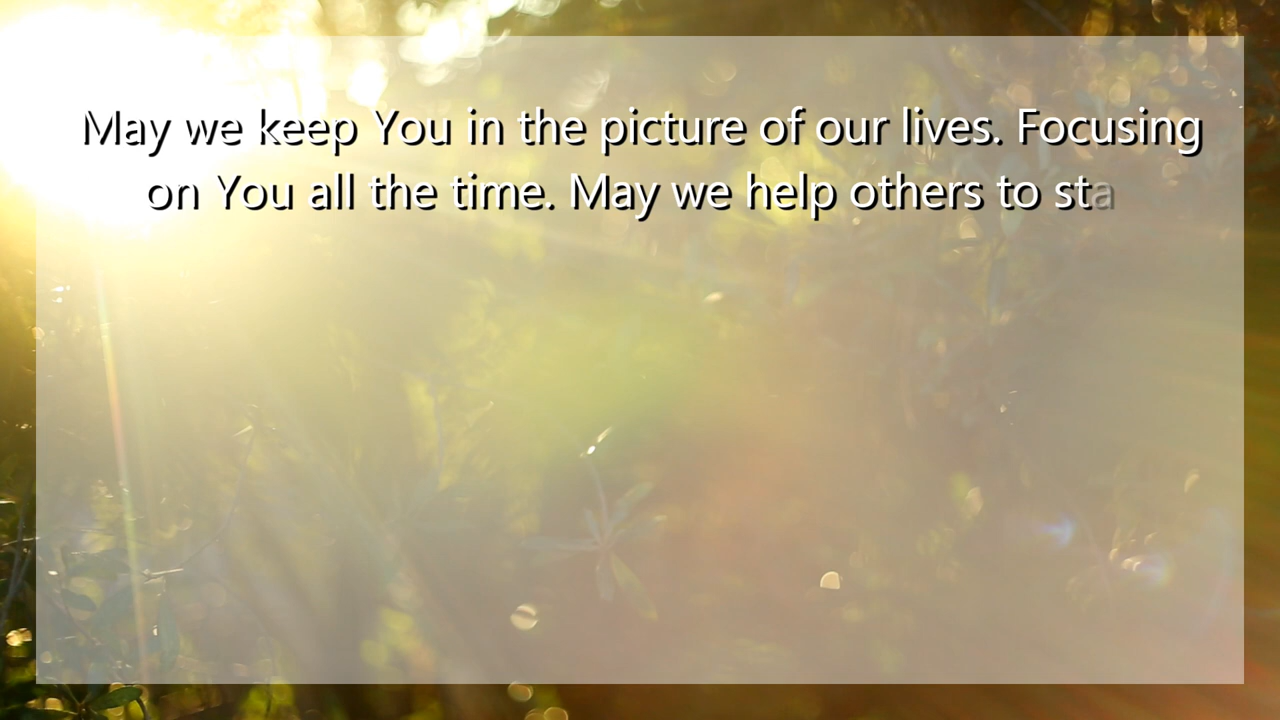 May we keep You in the picture of our lives. Focusing
on You all the time. May we help others to sta